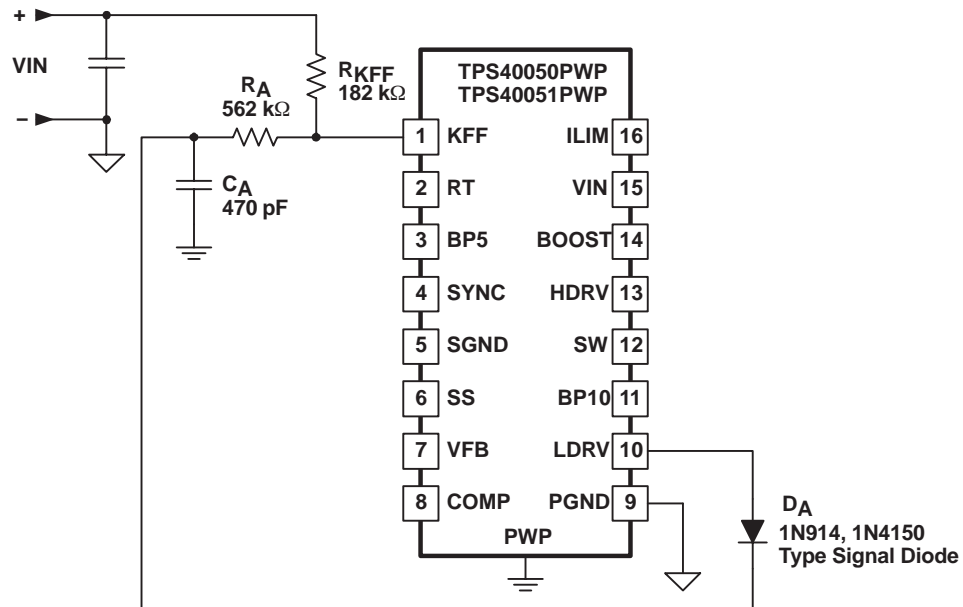 +
VIN
−
RA
562 kΩ
RKFF
182 kΩ
CA
470 pF
TPS40050PWP
TPS40051PWP
1 KFF
ILIM 16
2 RT
VIN 15
3 BP5
BOOST 14
4 SYNC
HDRV 13
5 SGND
SW 12
6 SS
BP10 11
7 VFB
LDRV 10
8 COMP
PGND 9
PWP
DA
1N914, 1N4150
Type Signal Diode